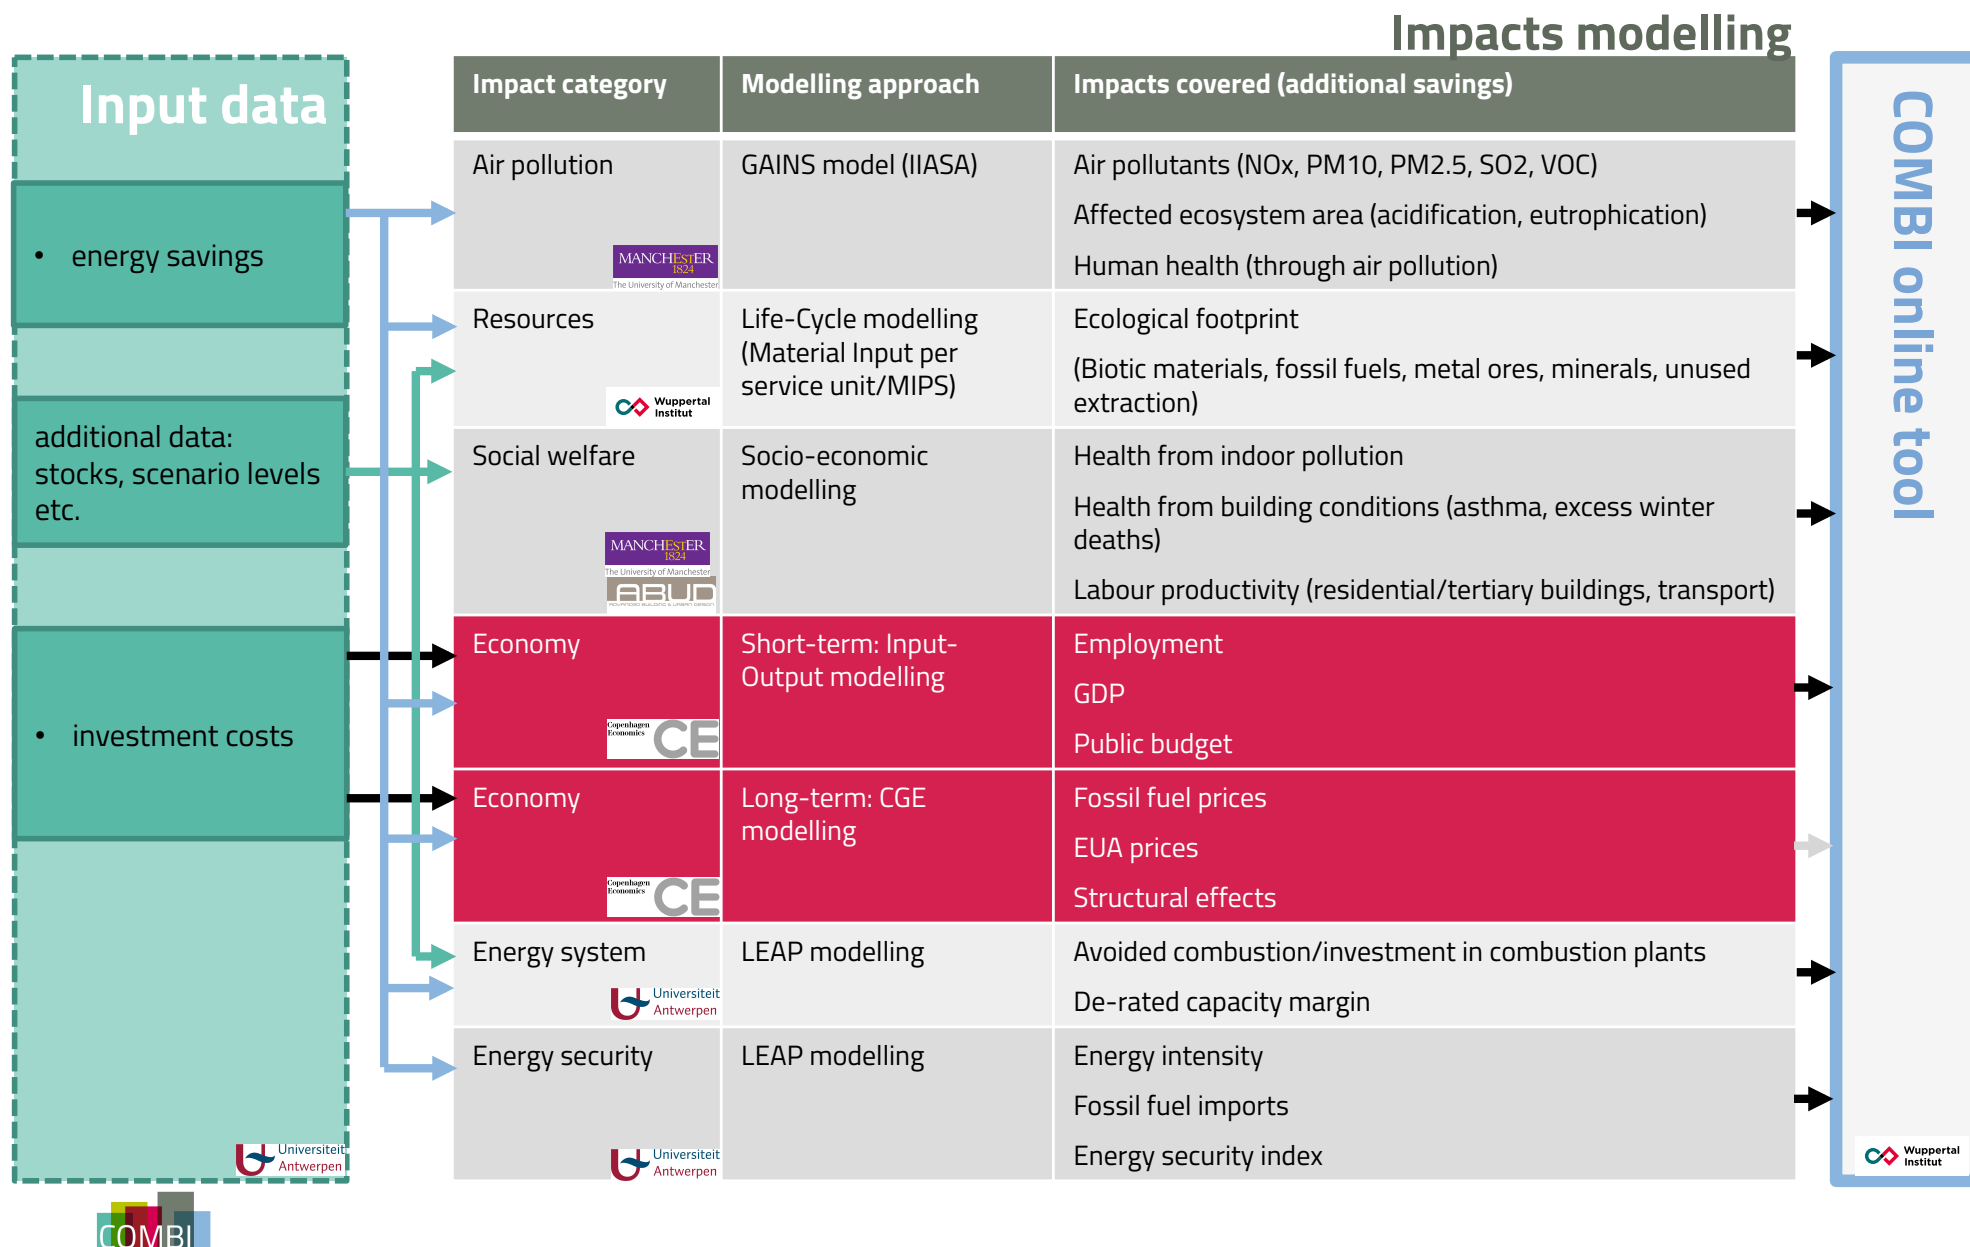 Impacts modelling
Input data
• energy savings
additional data:
stocks, scenario levels
etc.
• investment costs
Universiteit
Antwerpen
COMBI
Impact category
Modelling approach
Impacts covered (additional savings)
Air pollution
MANCHESTER
1824
The University of Manchester
GAINS model (IIASA)
Air pollutants (NOx, PM10, PM2.5, SO2, VOC)
Affected ecosystem area (acidification, eutrophication)
Human health (through air pollution)
Resources
Wuppertal
Institut
Life-Cycle modelling
(Material Input per
service unit/MIPS)
Ecological footprint
(Biotic materials, fossil fuels, metal ores, minerals, unused
extraction)
Social welfare
MANCHESTER
1824
The University of Manchester
ABUD
ADVANCED BUILDING & URBAN DESIGN
Socio-economic
modelling
Health from indoor pollution
Health from building conditions (asthma, excess winter
deaths)
Labour productivity (residential/tertiary buildings, transport)
Economy
Copenhagen
Economics
CE
Short-term: Input-
Output modelling
Employment
GDP
Public budget
Economy
Copenhagen
Economics
CE
Long-term: CGE
modelling
Fossil fuel prices
EUA prices
Structural effects
Energy system
Universiteit
Antwerpen
LEAP modelling
Avoided combustion/investment in combustion plants
De-rated capacity margin
Energy security
Universiteit
Antwerpen
LEAP modelling
Energy intensity
Fossil fuel imports
Energy security index
COMBI online tool
Wuppertal
Institut